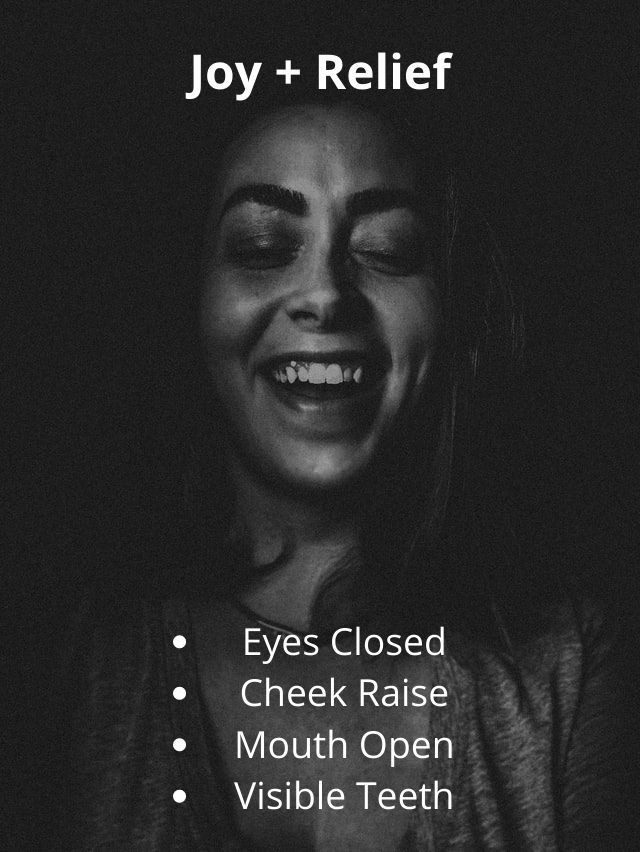 Joy + Relief
• Eyes Closed
• Cheek Raise
• Mouth Open
• Visible Teeth